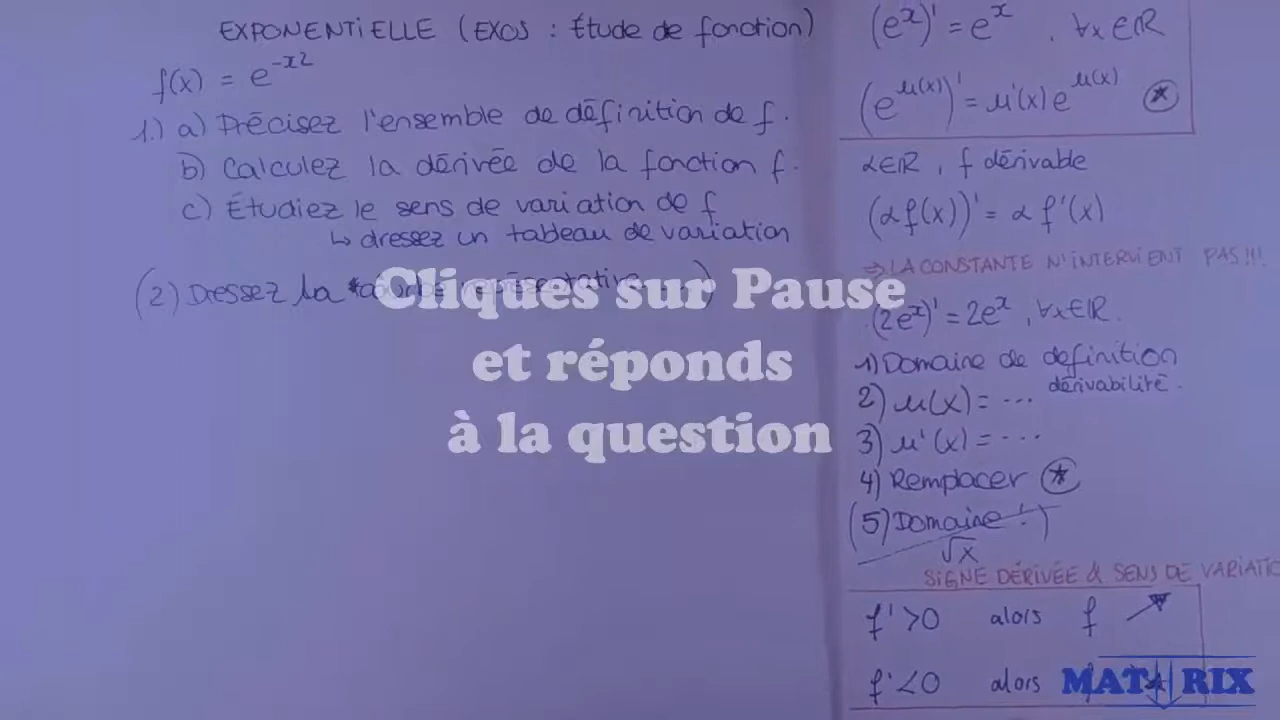 EXPONENTIELLE (EXOS : Étude de fonction)
f(x) = e^{-x2}
1.) a) Précisez l'ensemble de définition de f.
b) Calculez la dérivée de la fonction f.
c) Étudiez le sens de variation de f
↳ dressez un tableau de variation
(2) Dressez la courbe représentative ... )
Cliques sur Pause
et réponds
à la question
(e^x)' = e^x , ∀x∈ℝ
(e^{u(x)})' = u'(x)e^{u(x)} (*)
α∈ℝ , f dérivable
(αf(x))' = α f'(x)
⇒ LA CONSTANTE N'INTERVIENT PAS!!!
(2e^x)' = 2e^x , ∀x∈ℝ.
1) Domaine de definition
dérivabilité.
2) u(x) = ...
3) u'(x) = ...
4) Remplacer (*)
(5) Domaine ! )
√x
SIGNE DÉRIVÉE & SENS DE VARIATIO
f' >0 alors f ↗
f' <0 alors f
MATRIX